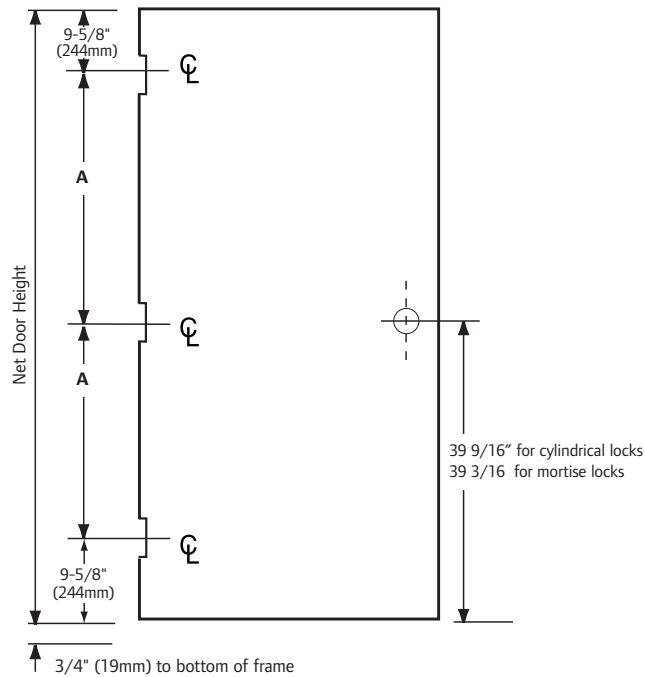 9-5/8"
(244mm)
℄
A
Net Door Height
℄
A
39 9/16" for cylindrical locks
39 3/16 for mortise locks
℄
9-5/8"
(244mm)
3/4" (19mm) to bottom of frame